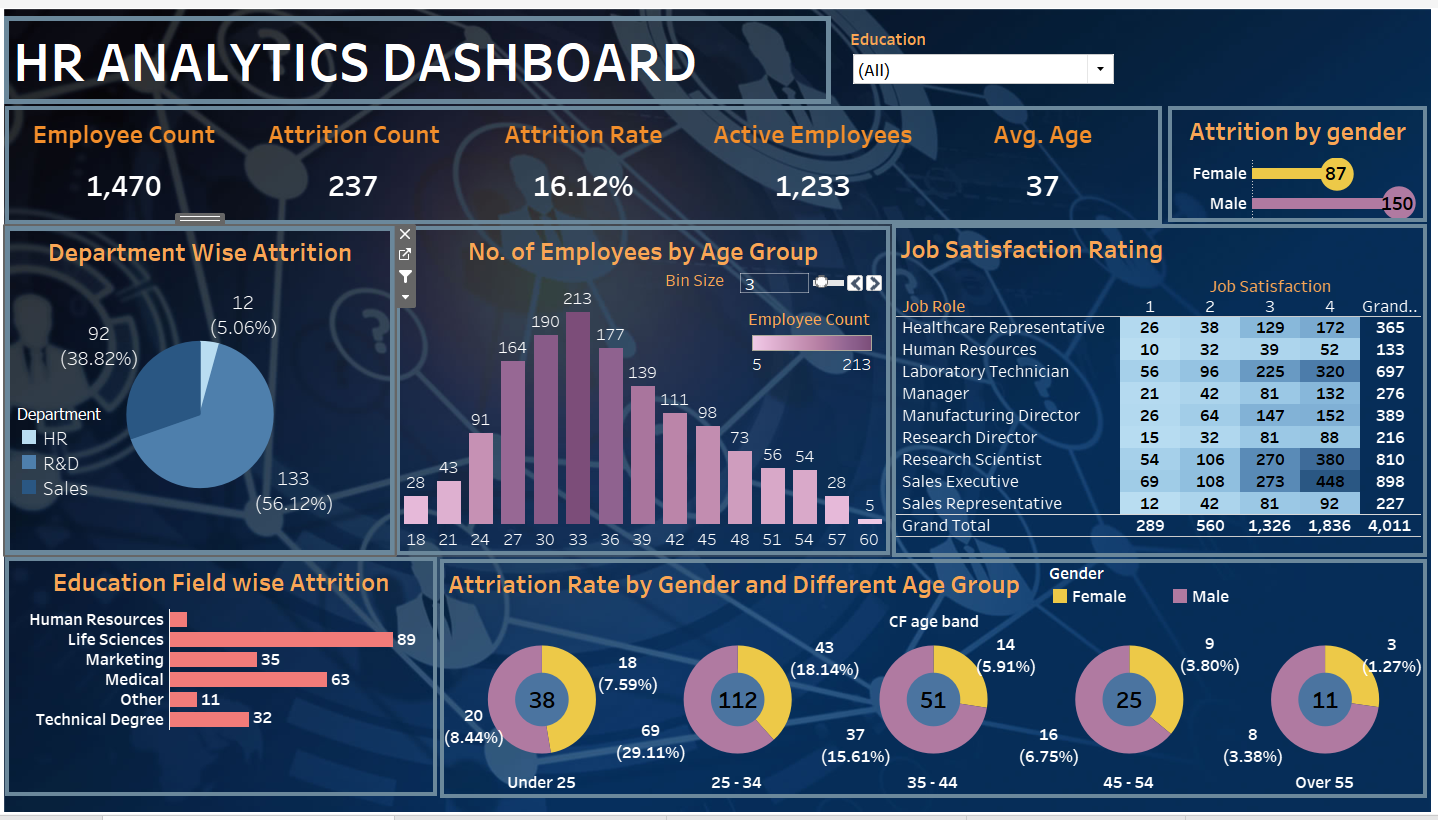 HR ANALYTICS DASHBOARD
Education
(All)
Employee Count
1,470
Attrition Count
237
Attrition Rate
16.12%
Active Employees
1,233
Avg. Age
37
Attrition by gender
Female 87
Male 150
Department Wise Attrition
12
(5.06%)
92
(38.82%)
133
(56.12%)
Department
HR
R&D
Sales
No. of Employees by Age Group
Bin Size 3
Employee Count
5 213
28 43 91 164 190 213 177 139 111 98 73 56 54 28 5
18 21 24 27 30 33 36 39 42 45 48 51 54 57 60
Job Satisfaction Rating
Job Satisfaction
Job Role 1 2 3 4 Grand..
Healthcare Representative 26 38 129 172 365
Human Resources 10 32 39 52 133
Laboratory Technician 56 96 225 320 697
Manager 21 42 81 132 276
Manufacturing Director 26 64 147 152 389
Research Director 15 32 81 88 216
Research Scientist 54 106 270 380 810
Sales Executive 69 108 273 448 898
Sales Representative 12 42 81 92 227
Grand Total 289 560 1,326 1,836 4,011
Education Field wise Attrition
Human Resources
Life Sciences 89
Marketing 35
Medical 63
Other 11
Technical Degree 32
Attriation Rate by Gender and Different Age Group
Gender
Female Male
CF age band
18
(7.59%)
38
20
(8.44%)
Under 25
43
(18.14%)
112
69
(29.11%)
25 - 34
14
(5.91%)
51
37
(15.61%)
35 - 44
9
(3.80%)
25
16
(6.75%)
45 - 54
3
(1.27%)
11
8
(3.38%)
Over 55